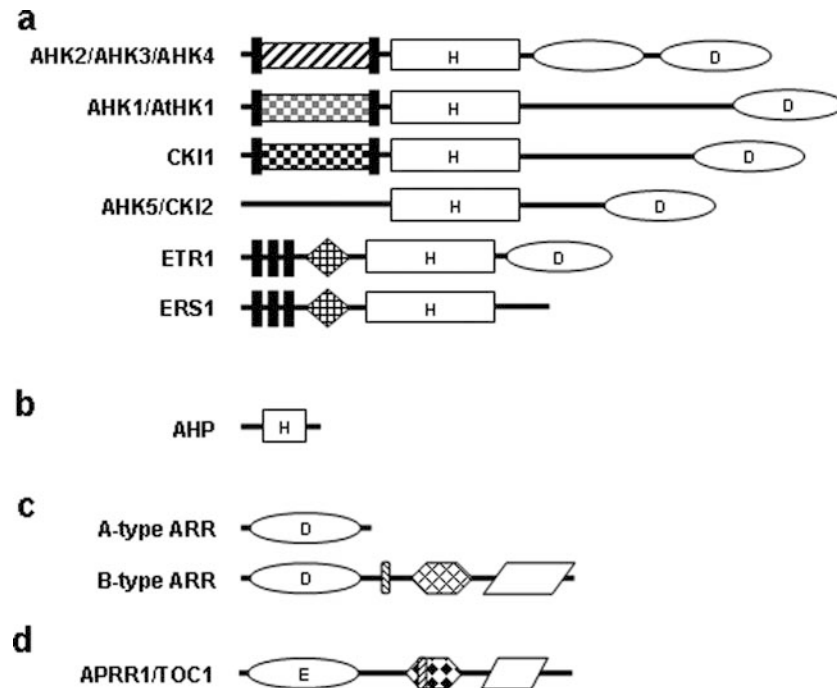 a
AHK2/AHK3/AHK4 H D
AHK1/AtHK1 H D
CKI1 H D
AHK5/CKI2 H D
ETR1 H D
ERS1 H
b
AHP H
c
A-type ARR D
B-type ARR D
d
APRR1/TOC1 E